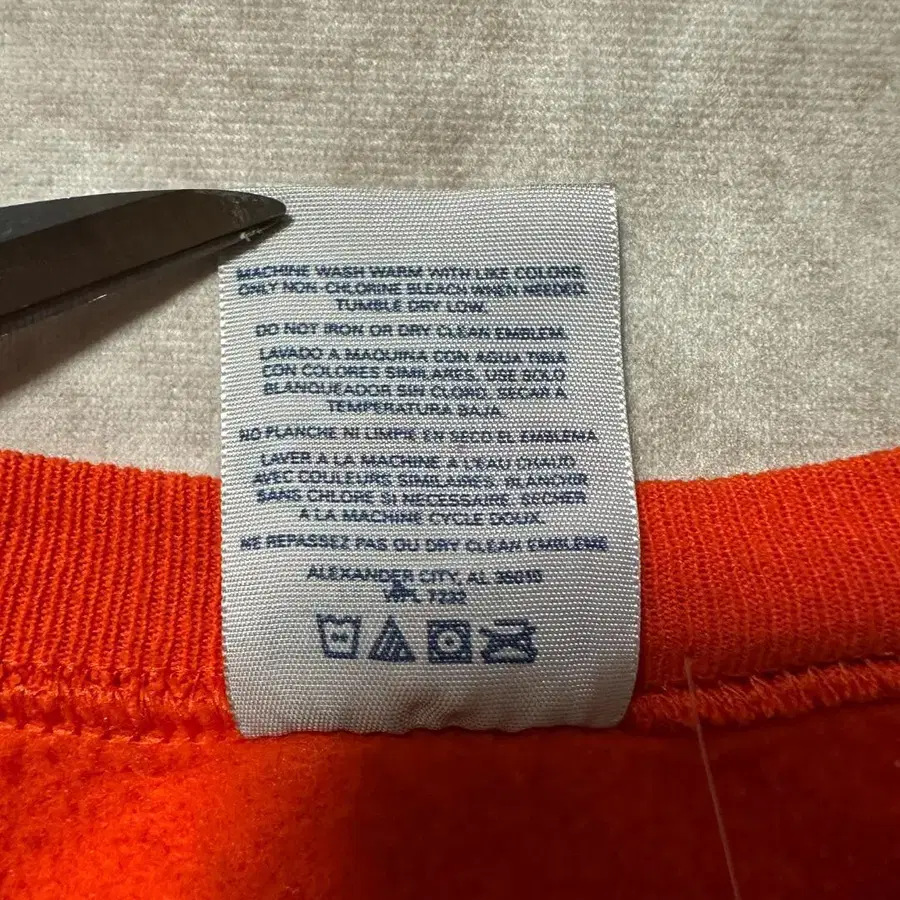 MACHINE WASH WARM WITH LIKE COLORS.
ONLY NON-CHLORINE BLEACH WHEN NEEDED.
TUMBLE DRY LOW.
DO NOT IRON OR DRY CLEAN EMBLEM.
LAVADO A MAQUINA CON AGUA TIBIA
CON COLORES SIMILARES. USE SOLO
BLANQUEADOR SIN CLORO. SECAR A
TEMPERATURA BAJA.
NO PLANCHE NI LIMPIE EN SECO EL EMBLEMA
LAVER A LA MACHINE A L'EAU CHAUD,
AVEC COULEURS SIMILAIRES, BLANCHIR
SANS CHLORE SI NECESSAIRE. SECHER
A LA MACHINE CYCLE DOUX.
NE REPASSEZ PAS OU DRY CLEAN EMBLEME
ALEXANDER CITY, AL 35010
WPL 7232